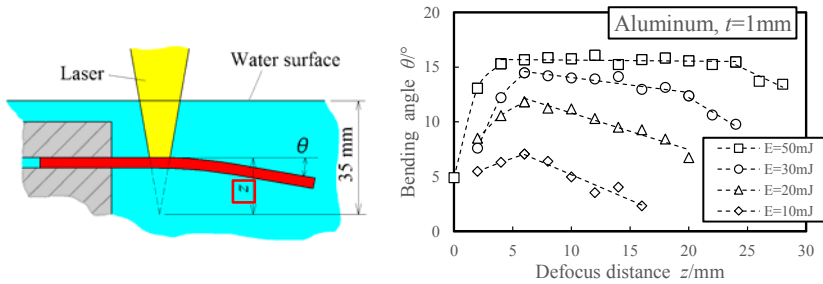 Laser
Water surface
θ
z
35 mm
Aluminum, t=1mm
Bending angle θ/°
20
15
10
5
0
E=50mJ
E=30mJ
E=20mJ
E=10mJ
0 5 10 15 20 25 30
Defocus distance z/mm